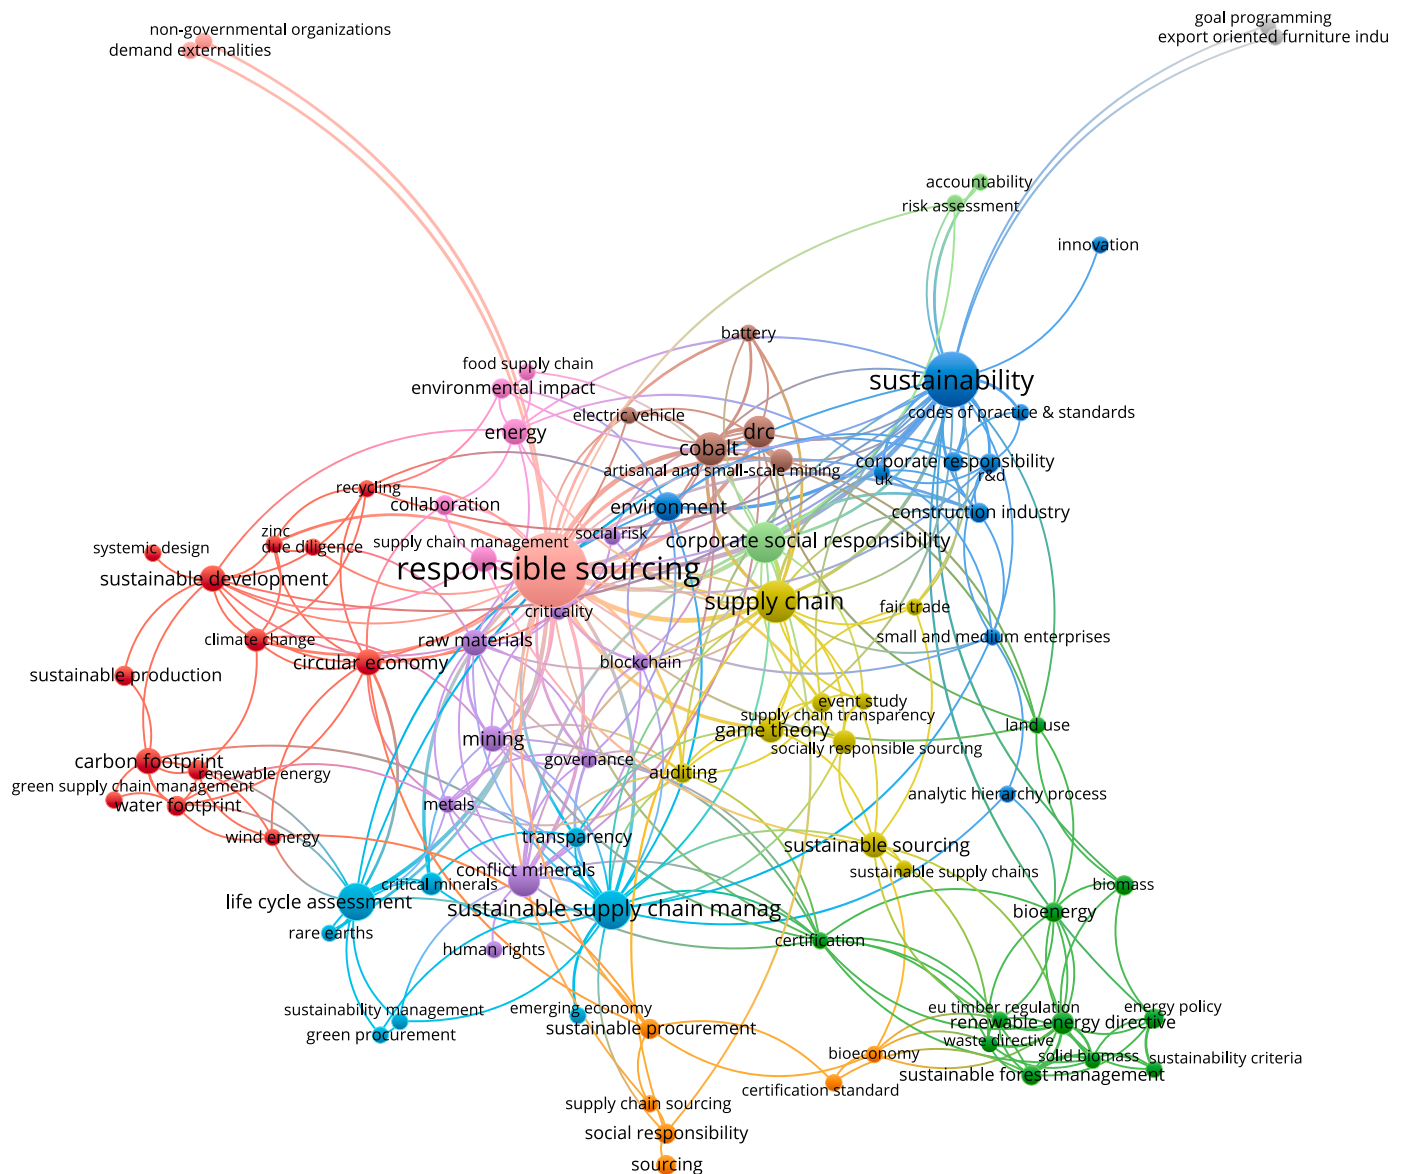 non-governmental organizations
demand externalities
goal programming
export oriented furniture indu
accountability
risk assessment
innovation
battery
food supply chain
environmental impact
sustainability
electric vehicle
codes of practice & standards
energy
drc
cobalt
artisanal and small-scale mining
corporate responsibility
r&d
uk
recycling
collaboration
environment
construction industry
zinc
due diligence
social risk
supply chain management
corporate social responsibility
systemic design
sustainable development
responsible sourcing
criticality
supply chain
fair trade
climate change
raw materials
small and medium enterprises
circular economy
blockchain
sustainable production
event study
supply chain transparency
land use
mining
game theory
socially responsible sourcing
carbon footprint
renewable energy
governance
auditing
green supply chain management
water footprint
metals
analytic hierarchy process
wind energy
transparency
sustainable sourcing
conflict minerals
critical minerals
sustainable supply chains
biomass
life cycle assessment
sustainable supply chain manag
bioenergy
rare earths
certification
human rights
sustainability management
emerging economy
eu timber regulation
energy policy
green procurement
sustainable procurement
renewable energy directive
waste directive
bioeconomy
solid biomass
sustainability criteria
sustainable forest management
certification standard
supply chain sourcing
social responsibility
sourcing